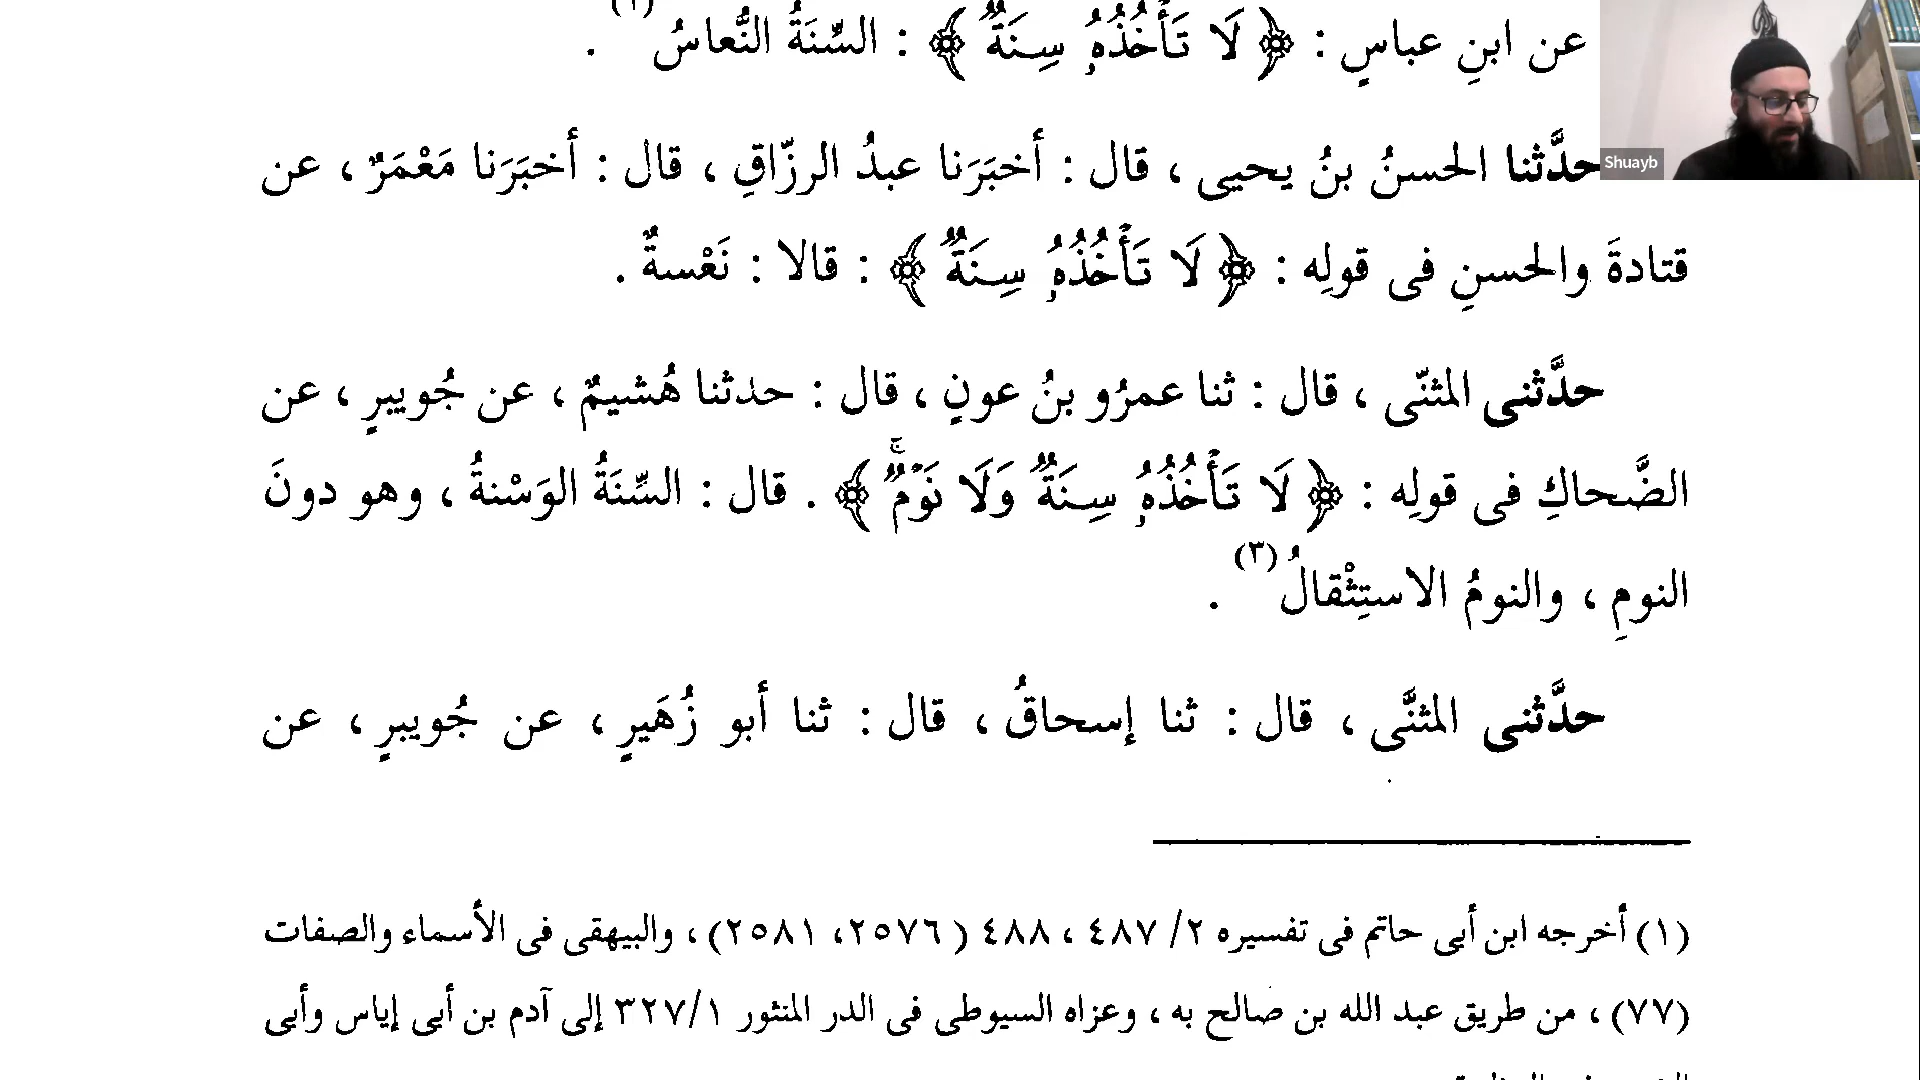 عن ابنِ عباسٍ : ﴿ لَا تَأْخُذُهُۥ سِنَةٌ ﴾ : السِّنَةُ النُّعاسُ .
حدَّثنا الحسنُ بنُ يحيى ، قال : أخبَرَنا عبدُ الرزّاقِ ، قال : أخبَرَنا مَعْمَرٌ ، عن
قتادةَ والحسنِ فى قولِه : ﴿ لَا تَأْخُذُهُۥ سِنَةٌ ﴾ : قالا : نَعْسةٌ .
حدَّثنى المثنّى ، قال : ثنا عمرُو بنُ عونٍ ، قال : حدثنا هُشيمٌ ، عن جُويبرٍ ، عن
الضَّحاكِ فى قولِه : ﴿ لَا تَأْخُذُهُۥ سِنَةٌ وَلَا نَوْمٌۚ ﴾ . قال : السِّنَةُ الوَسْنةُ ، وهو دونَ
النومِ ، والنومُ الاستِثْقالُ (٣) .
حدَّثنى المثنَّى ، قال : ثنا إسحاقُ ، قال : ثنا أبو زُهَيرٍ ، عن جُويبرٍ ، عن
(١) أخرجه ابن أبى حاتم فى تفسيره ٢/ ٤٨٧ ، ٤٨٨ ( ٢٥٧٦ ، ٢٥٨١) ، والبيهقى فى الأسماء والصفات
(٧٧) ، من طريق عبد الله بن صالح به ، وعزاه السيوطى فى الدر المنثور ٣٢٧/١ إلى آدم بن أبى إياس وأبى
Shuayb